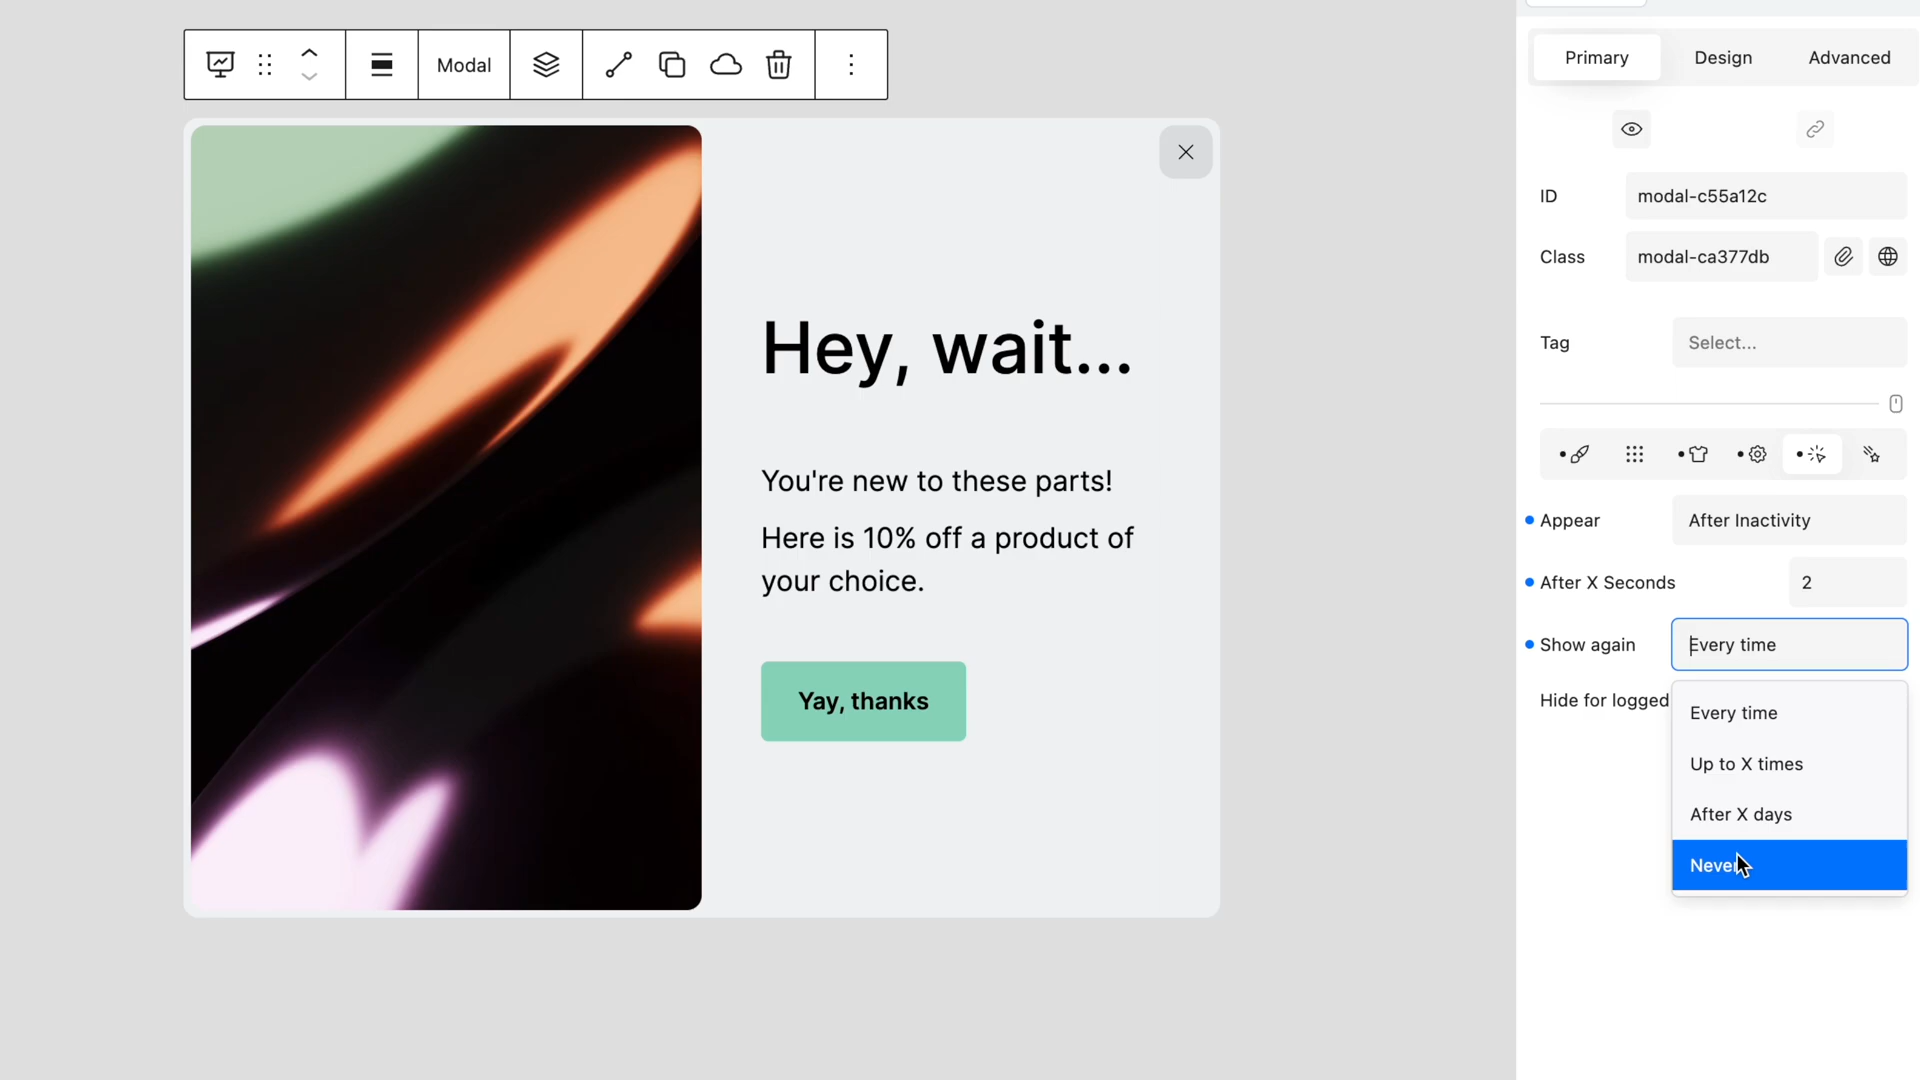 Modal
Hey, wait...
You're new to these parts!
Here is 10% off a product of
your choice.
Yay, thanks
Primary Design Advanced
ID modal-c55a12c
Class modal-ca377db
Tag Select...
Appear After Inactivity
After X Seconds 2
Show again Every time
Hide for logged
Every time
Up to X times
After X days
Never